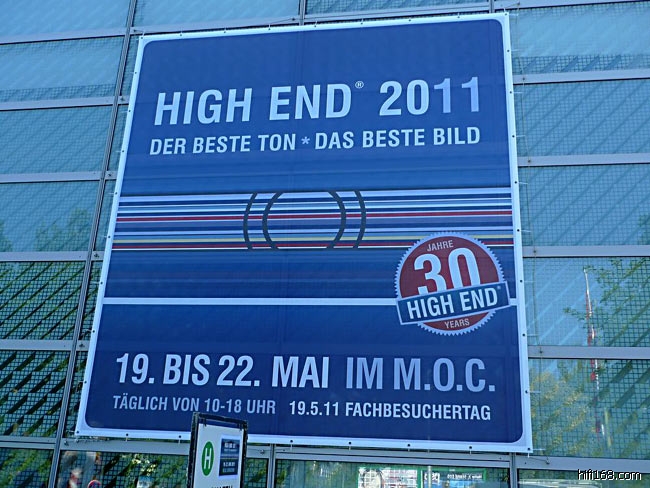 HIGH END® 2011
DER BESTE TON * DAS BESTE BILD
JAHRE
30
HIGH END®
YEARS
19. BIS 22. MAI IM M.O.C.
TÄGLICH VON 10-18 UHR 19.5.11 FACHBESUCHERTAG
H
hifi168.com